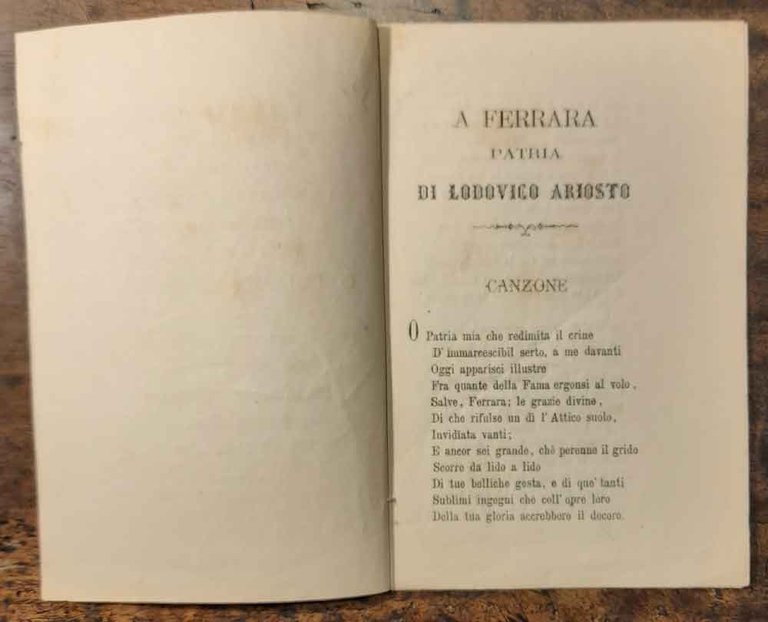 A FERRARA
PATRIA
DI LODOVICO ARIOSTO
CANZONE
O Patria mia che redimita il crine
D' immarcescibil serto, a me davanti
Oggi apparisci illustre
Fra quante della Fama ergonsi al volo,
Salve, Ferrara; le grazie divine,
Di che rifulse un dì l' Attico suolo,
Invidiata vanti;
E ancor sei grande, chè perenne il grido
Scorre da lido a lido
Di tue belliche gesta, e di que' tanti
Sublimi ingegni che coll' opre loro
Della tua gloria accrebbero il decoro.